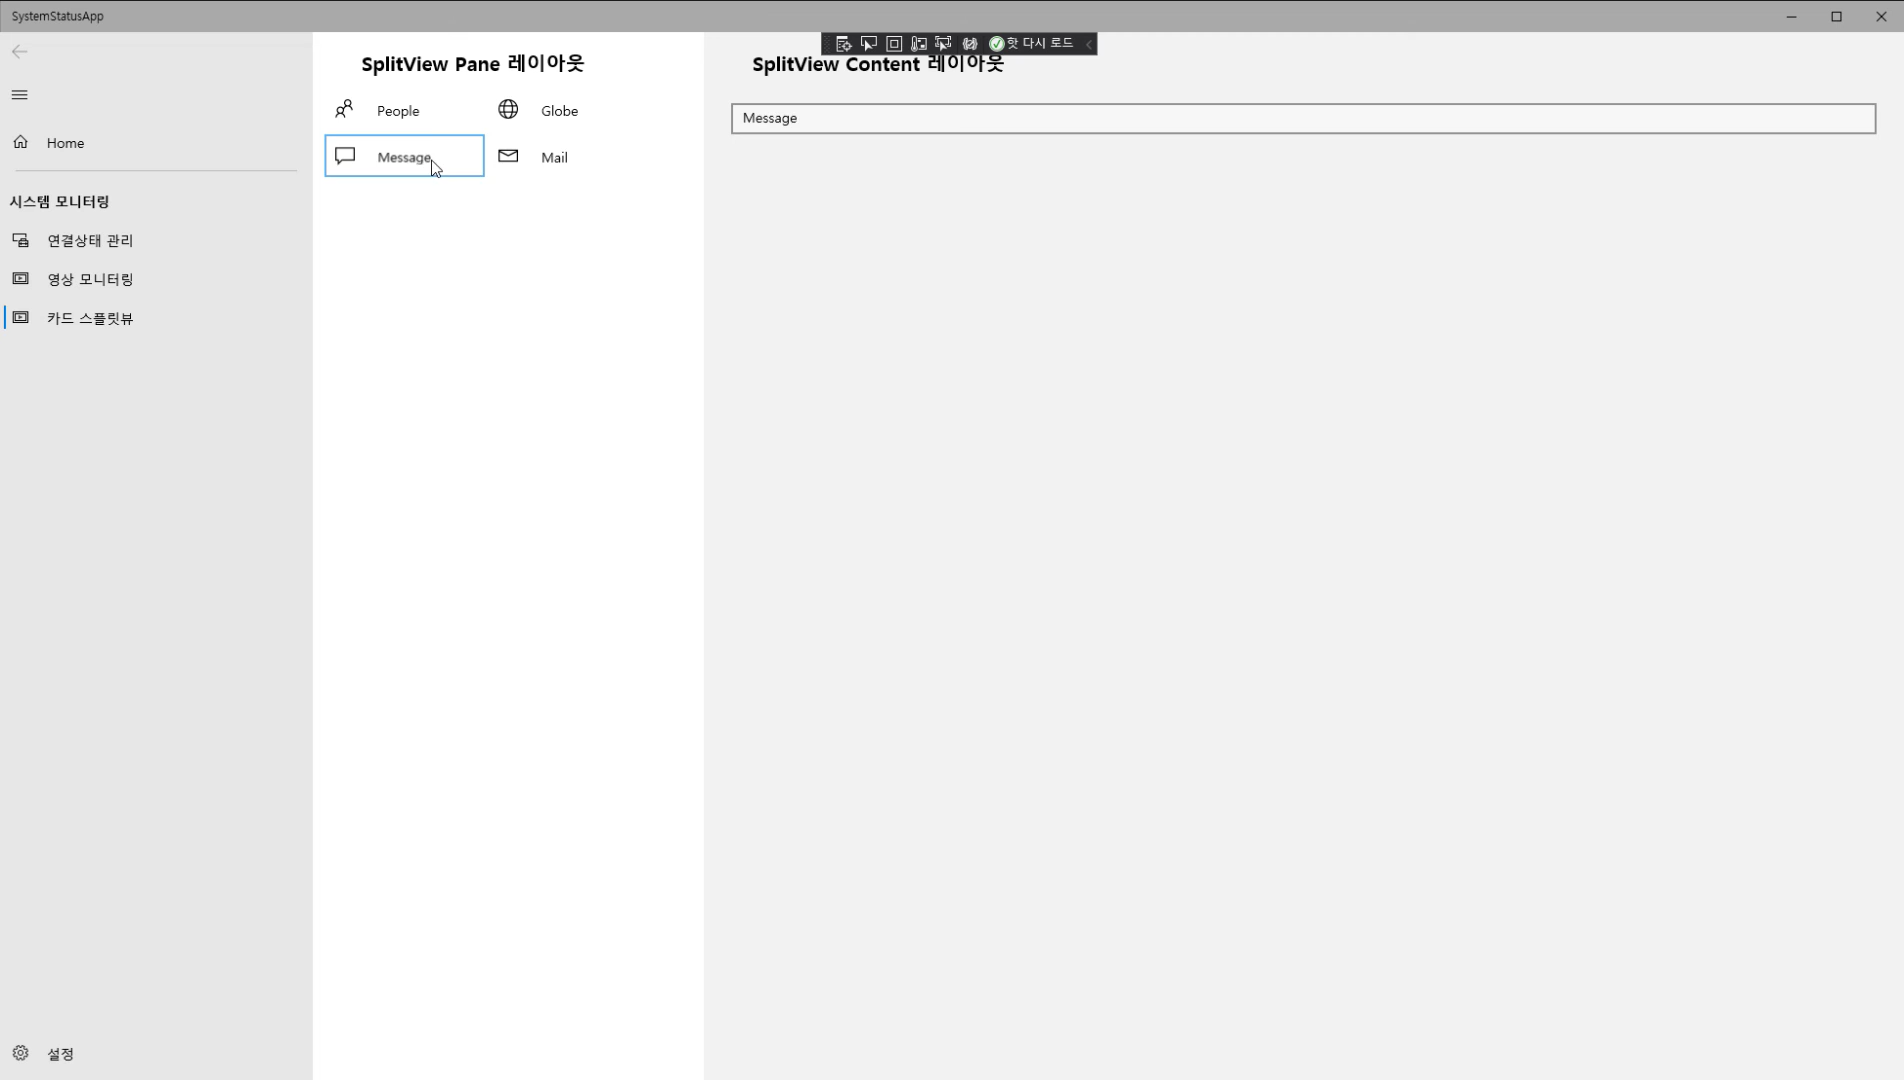 SystemStatusApp
핫 다시 로드
Home
시스템 모니터링
연결상태 관리
영상 모니터링
카드 스플릿뷰
설정
SplitView Pane 레이아웃
People
Globe
Message
Mail
SplitView Content 레이아웃
Message